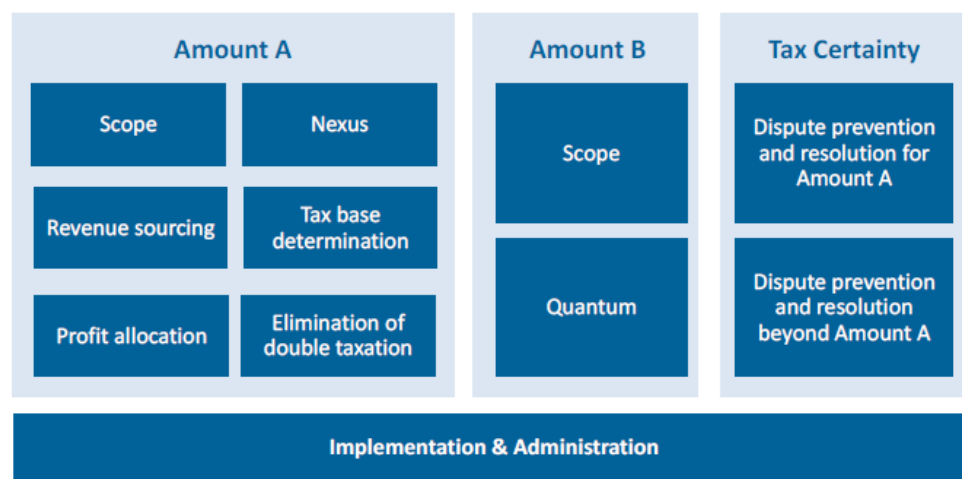 Amount A
Scope
Nexus
Revenue sourcing
Tax base
determination
Profit allocation
Elimination of
double taxation
Amount B
Scope
Quantum
Tax Certainty
Dispute prevention
and resolution for
Amount A
Dispute prevention
and resolution
beyond Amount A
Implementation & Administration